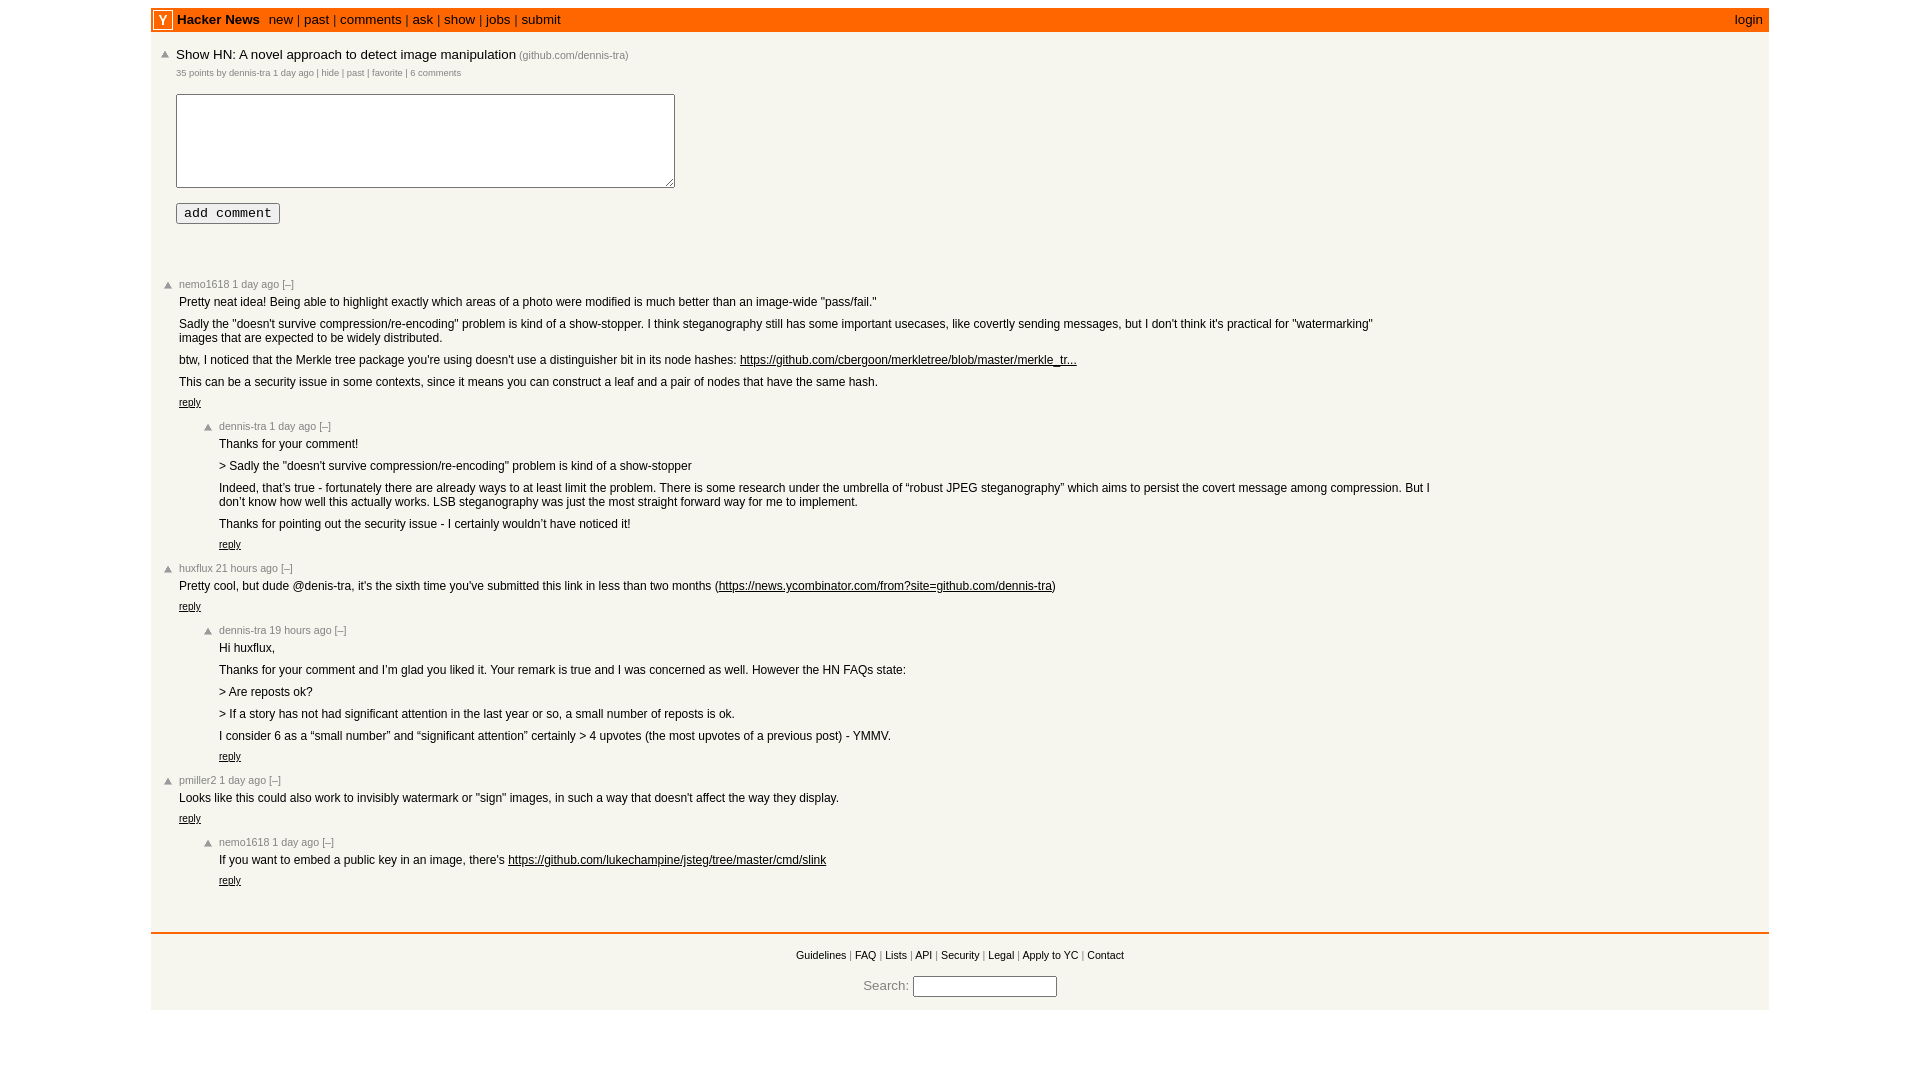 Y Hacker News new | past | comments | ask | show | jobs | submit login
Show HN: A novel approach to detect image manipulation (github.com/dennis-tra)
35 points by dennis-tra 1 day ago | hide | past | favorite | 6 comments
add comment
nemo1618 1 day ago [–]
Pretty neat idea! Being able to highlight exactly which areas of a photo were modified is much better than an image-wide "pass/fail."
Sadly the "doesn't survive compression/re-encoding" problem is kind of a show-stopper. I think steganography still has some important usecases, like covertly sending messages, but I don't think it's practical for "watermarking"
images that are expected to be widely distributed.
btw, I noticed that the Merkle tree package you're using doesn't use a distinguisher bit in its node hashes: https://github.com/cbergoon/merkletree/blob/master/merkle_tr...
This can be a security issue in some contexts, since it means you can construct a leaf and a pair of nodes that have the same hash.
reply
dennis-tra 1 day ago [–]
Thanks for your comment!
> Sadly the "doesn't survive compression/re-encoding" problem is kind of a show-stopper
Indeed, that’s true - fortunately there are already ways to at least limit the problem. There is some research under the umbrella of “robust JPEG steganography” which aims to persist the covert message among compression. But I
don’t know how well this actually works. LSB steganography was just the most straight forward way for me to implement.
Thanks for pointing out the security issue - I certainly wouldn’t have noticed it!
reply
huxflux 21 hours ago [–]
Pretty cool, but dude @denis-tra, it's the sixth time you've submitted this link in less than two months (https://news.ycombinator.com/from?site=github.com/dennis-tra)
reply
dennis-tra 19 hours ago [–]
Hi huxflux,
Thanks for your comment and I’m glad you liked it. Your remark is true and I was concerned as well. However the HN FAQs state:
> Are reposts ok?
> If a story has not had significant attention in the last year or so, a small number of reposts is ok.
I consider 6 as a “small number” and “significant attention” certainly > 4 upvotes (the most upvotes of a previous post) - YMMV.
reply
pmiller2 1 day ago [–]
Looks like this could also work to invisibly watermark or "sign" images, in such a way that doesn't affect the way they display.
reply
nemo1618 1 day ago [–]
If you want to embed a public key in an image, there's https://github.com/lukechampine/jsteg/tree/master/cmd/slink
reply
Guidelines | FAQ | Lists | API | Security | Legal | Apply to YC | Contact
Search: